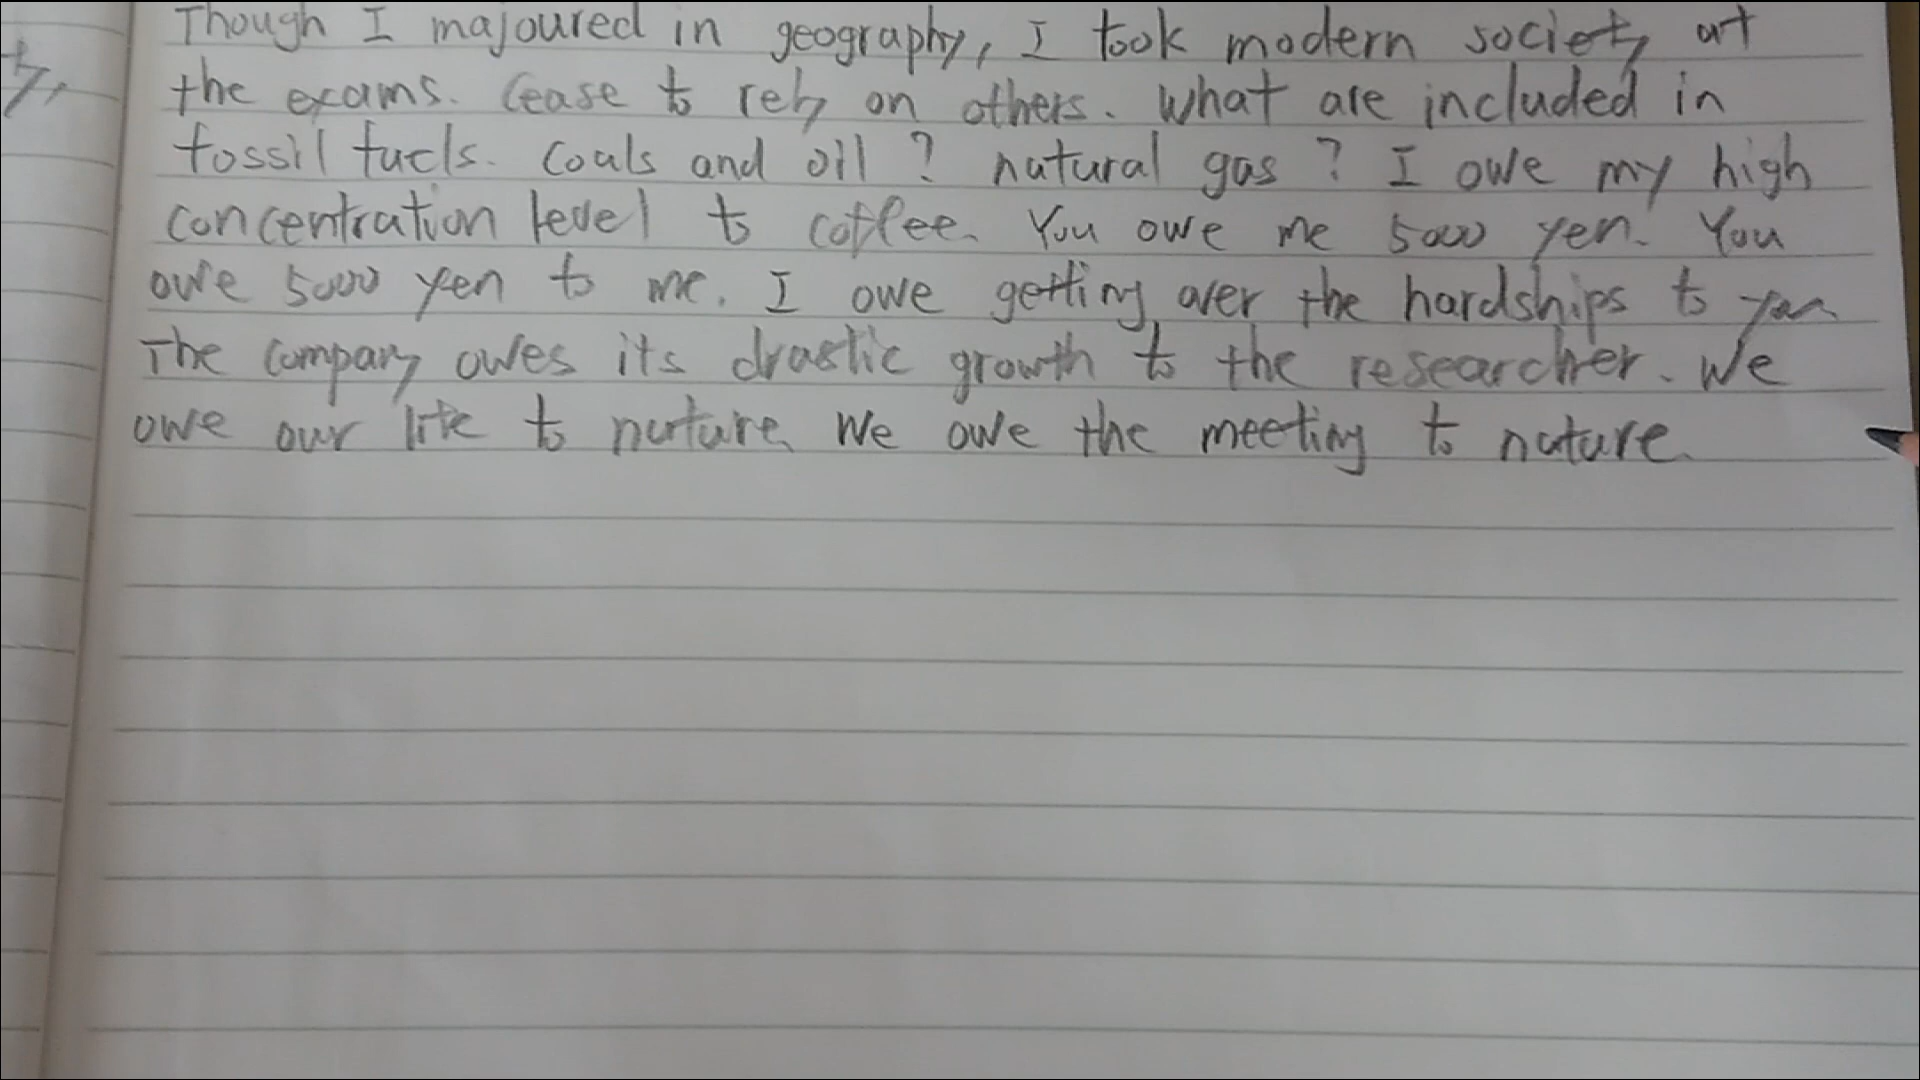 Though I majoured in geography, I took modern society at
the exams. Cease to rely on others. What are included in
fossil fuels. Coals and oil ? natural gas ? I owe my high
concentration level to coffee. You owe me 5000 yen. You
owe 5000 yen to me. I owe getting over the hardships to you
The company owes its drastic growth to the researcher. We
owe our life to nature. We owe the meeting to nature.